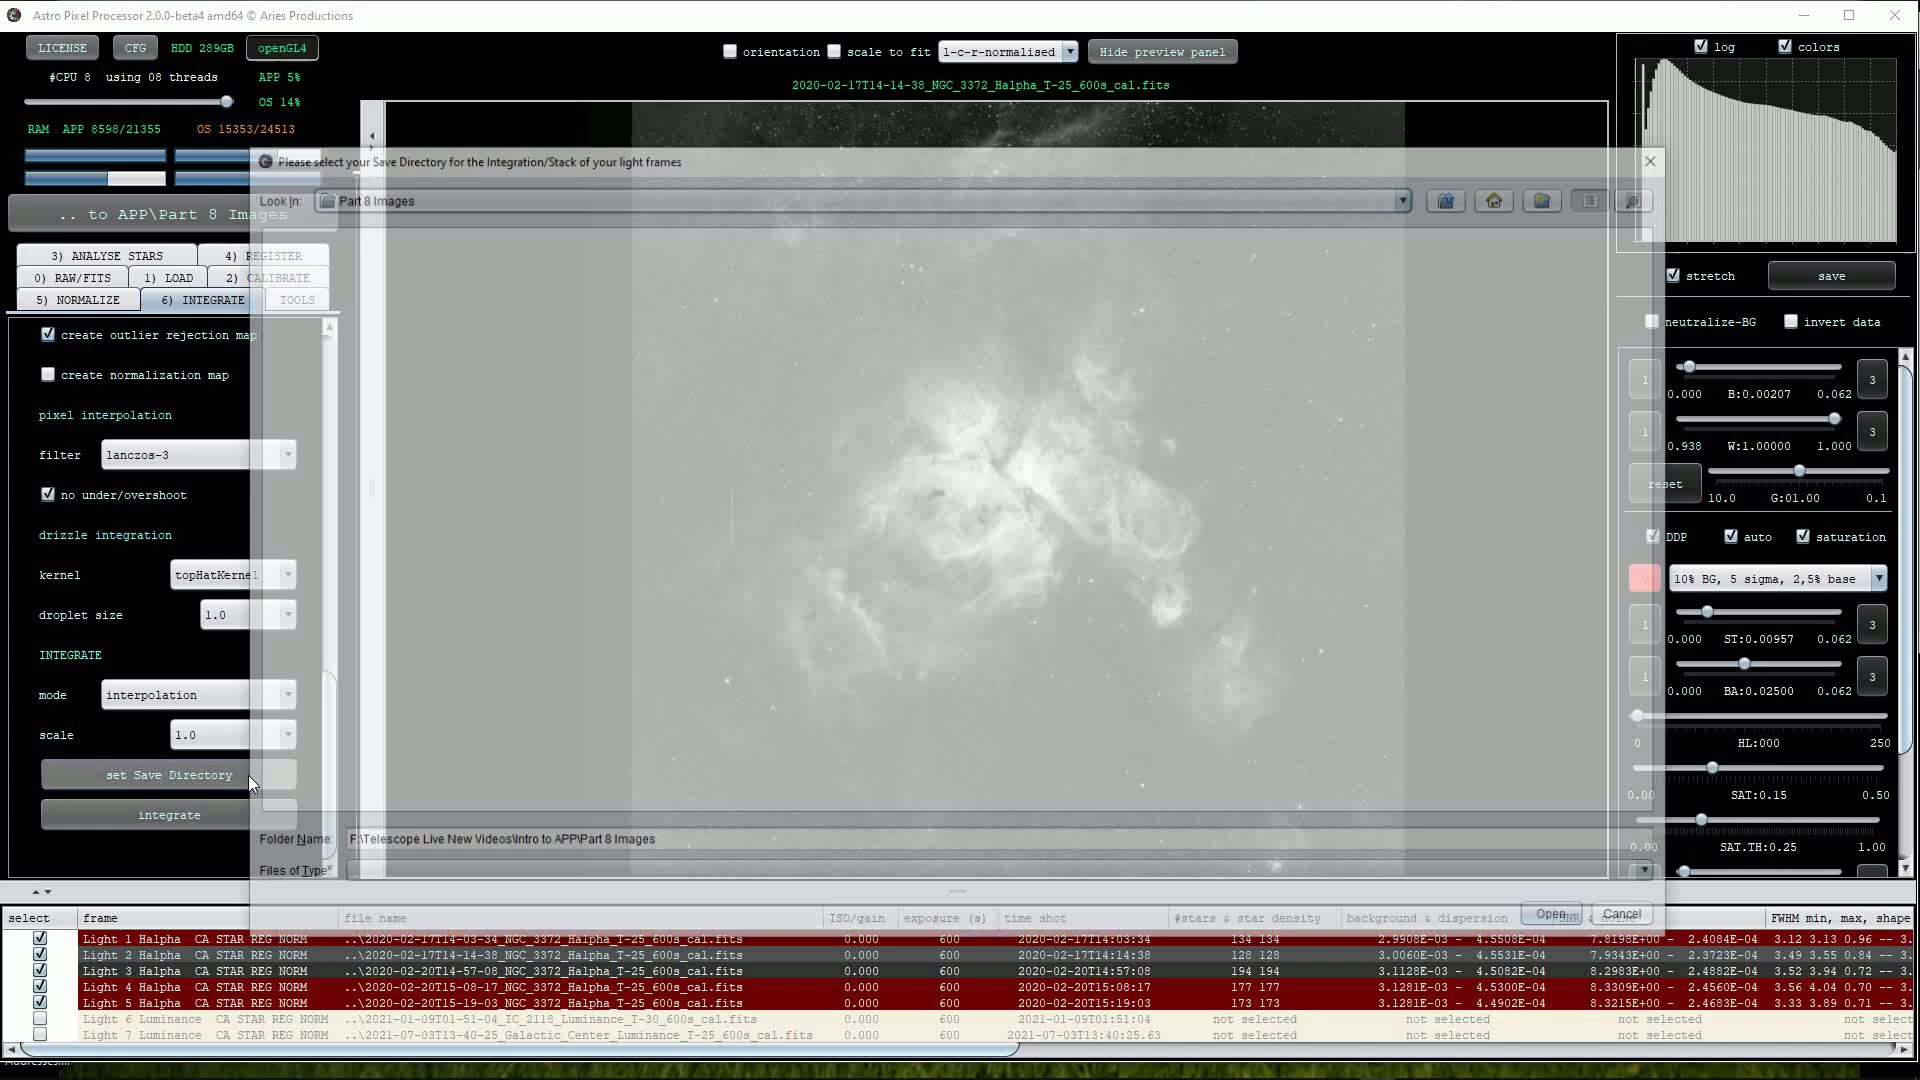 Astro Pixel Processor 2.0.0-beta4 amd64 © Aries Productions
LICENSE CFG HDD 289GB openGL4
#CPU 8 using 08 threads APP 5%
OS 14%
RAM APP 8598/21355 OS 15353/24513
.. to APP\Part 8 Images
3) ANALYSE STARS 4) REGISTER
0) RAW/FITS 1) LOAD 2) CALIBRATE
5) NORMALIZE 6) INTEGRATE TOOLS
create outlier rejection map
create normalization map
pixel interpolation
filter lanczos-3
no under/overshoot
drizzle integration
kernel topHatKernel
droplet size 1.0
INTEGRATE
mode interpolation
scale 1.0
set Save Directory
integrate
orientation scale to fit l-c-r-normalised Hide preview panel
2020-02-17T14-14-38_NGC_3372_Halpha_T-25_600s_cal.fits
Please select your Save Directory for the Integration/Stack of your light frames
Look In: Part 8 Images
Folder Name: F:\Telescope Live New Videos\Intro to APP\Part 8 Images
Files of Type:
Open Cancel
log colors
stretch save
neutralize-BG invert data
1 3
0.000 B:0.00207 0.062
1 3
0.938 W:1.00000 1.000
reset
10.0 G:01.00 0.1
DDP auto saturation
10% BG, 5 sigma, 2,5% base
1 3
0.000 ST:0.00957 0.062
1 3
0.000 BA:0.02500 0.062
0 HL:000 250
0.00 SAT:0.15 0.50
0.00 SAT.TH:0.25 1.00
select frame file name ISO/gain exposure (s) time shot #stars & star density background & dispersion SNR & noise FWHM min, max, shape
Light 1 Halpha CA STAR REG NORM ..\2020-02-17T14-03-34_NGC_3372_Halpha_T-25_600s_cal.fits 0.000 600 2020-02-17T14:03:34 134 134 2.9908E-03 - 4.5508E-04 7.8198E+00 - 2.4084E-04 3.12 3.13 0.96 -- 3.
Light 2 Halpha CA STAR REG NORM ..\2020-02-17T14-14-38_NGC_3372_Halpha_T-25_600s_cal.fits 0.000 600 2020-02-17T14:14:38 128 128 3.0060E-03 - 4.5531E-04 7.9343E+00 - 2.3723E-04 3.49 3.55 0.84 -- 3.
Light 3 Halpha CA STAR REG NORM ..\2020-02-20T14-57-08_NGC_3372_Halpha_T-25_600s_cal.fits 0.000 600 2020-02-20T14:57:08 194 194 3.1128E-03 - 4.5082E-04 8.2983E+00 - 2.4882E-04 3.52 3.94 0.72 -- 3.
Light 4 Halpha CA STAR REG NORM ..\2020-02-20T15-08-17_NGC_3372_Halpha_T-25_600s_cal.fits 0.000 600 2020-02-20T15:08:17 177 177 3.1281E-03 - 4.5300E-04 8.3309E+00 - 2.4560E-04 3.56 4.04 0.70 -- 3.
Light 5 Halpha CA STAR REG NORM ..\2020-02-20T15-19-03_NGC_3372_Halpha_T-25_600s_cal.fits 0.000 600 2020-02-20T15:19:03 173 173 3.1281E-03 - 4.4902E-04 8.3215E+00 - 2.4683E-04 3.33 3.89 0.71 -- 3.
Light 6 Luminance CA STAR REG NORM ..\2021-01-09T01-51-04_IC_2118_Luminance_T-30_600s_cal.fits 0.000 600 2021-01-09T01:51:04 not selected not selected not selected not select
Light 7 Luminance CA STAR REG NORM ..\2021-07-03T13-40-25_Galactic_Center_Luminance_T-25_600s_cal.fits 0.000 600 2021-07-03T13:40:25.63 not selected not selected not selected not select